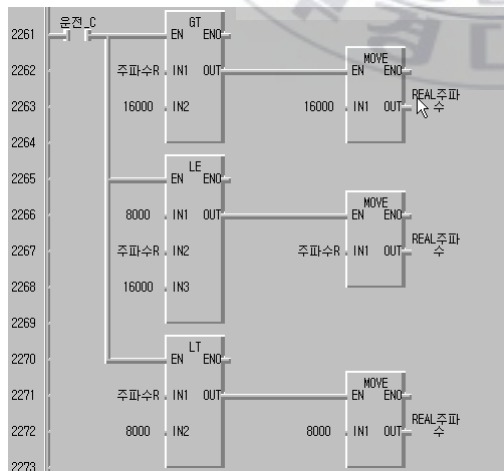 2261 운전_C GT
EN ENO
2262 주파수R IN1 OUT MOVE
EN ENO
2263 16000 IN2 16000 IN1 OUT REAL주파수
2264
2265 LE
EN ENO
2266 8000 IN1 OUT MOVE
EN ENO
2267 주파수R IN2 주파수R IN1 OUT REAL주파수
2268 16000 IN3
2269
2270 LT
EN ENO
2271 주파수R IN1 OUT MOVE
EN ENO
2272 8000 IN2 8000 IN1 OUT REAL주파수
2273